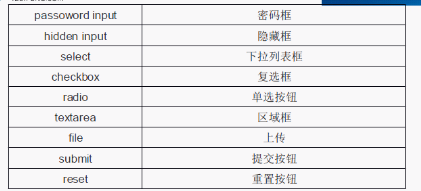 passoword input 密码框
hidden input 隐藏框
select 下拉列表框
checkbox 复选框
radio 单选按钮
textarea 区域框
file 上传
submit 提交按钮
reset 重置按钮